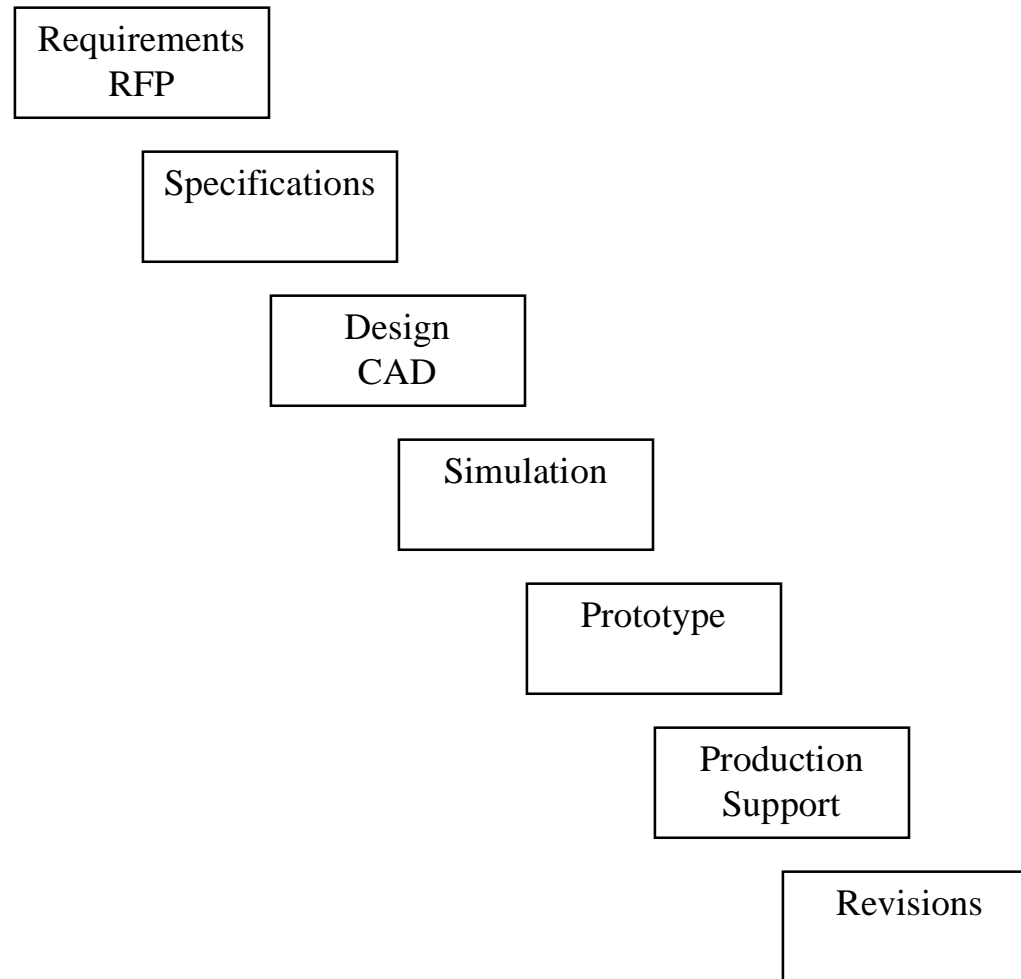 Requirements
RFP
Specifications
Design
CAD
Simulation
Prototype
Production
Support
Revisions